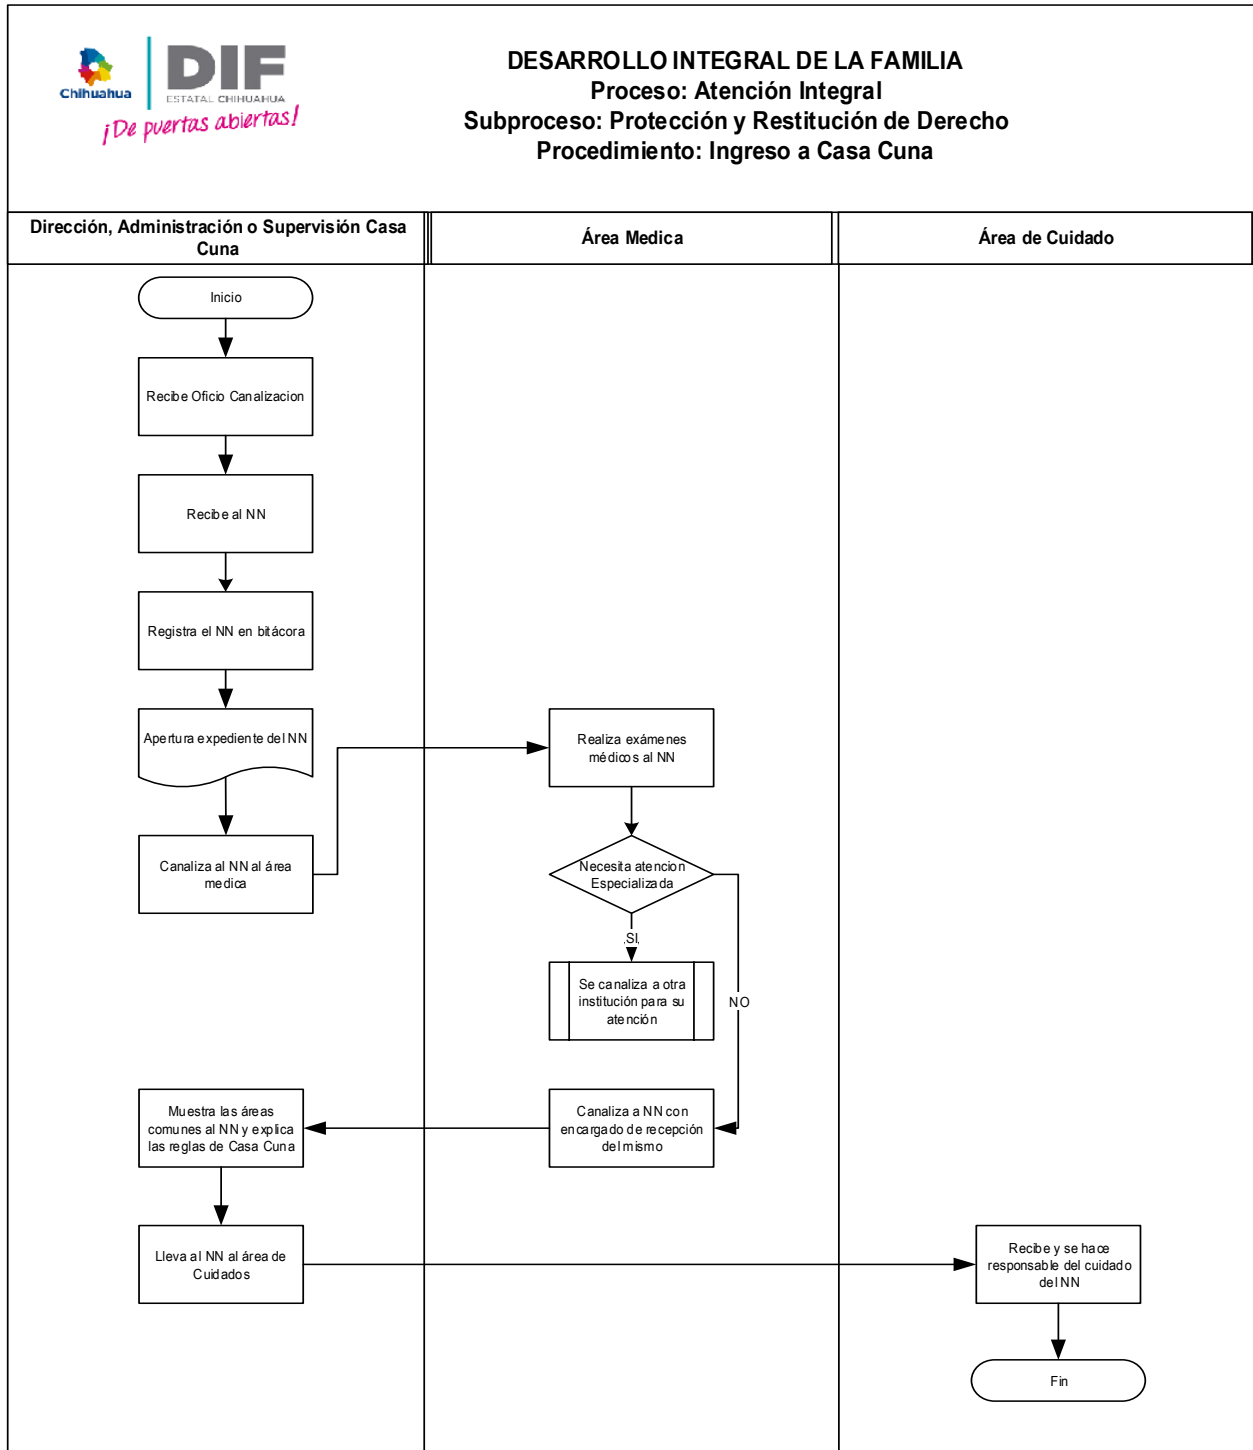 Chihuahua
DIF
ESTATAL CHIHUAHUA
¡De puertas abiertas!
DESARROLLO INTEGRAL DE LA FAMILIA
Proceso: Atención Integral
Subproceso: Protección y Restitución de Derecho
Procedimiento: Ingreso a Casa Cuna
Dirección, Administración o Supervisión Casa
Cuna
Área Medica
Área de Cuidado
Inicio
Recibe Oficio Canalizacion
Recibe al NN
Registra el NN en bitácora
Apertura expediente del NN
Canaliza al NN al área
medica
Realiza exámenes
médicos al NN
Necesita atencion
Especializada
SI
Se canaliza a otra
institución para su
atención
NO
Canaliza a NN con
encargado de recepción
del mismo
Muestra las áreas
comunes al NN y explica
las reglas de Casa Cuna
Lleva al NN al área de
Cuidados
Recibe y se hace
responsable del cuidado
del NN
Fin